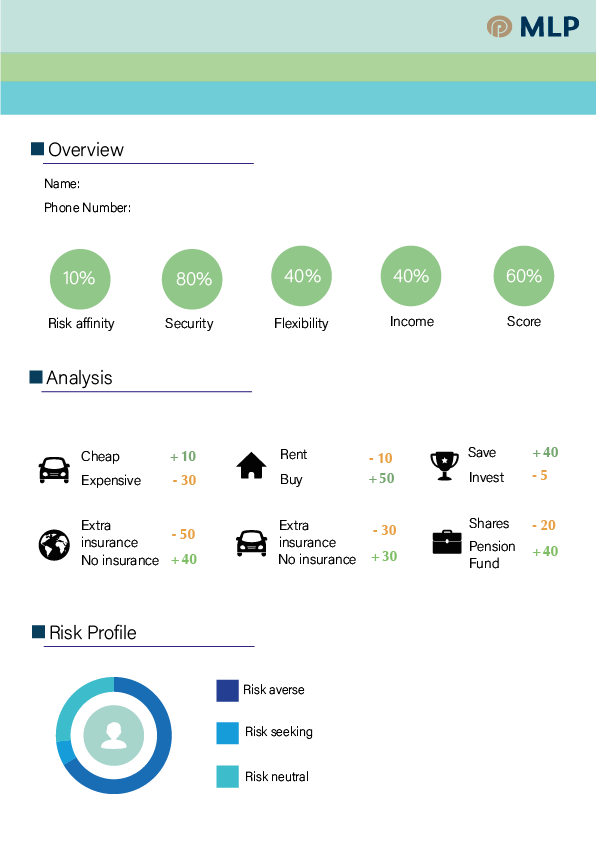 MLP
Overview
Name:
Phone Number:
10% 80% 40% 40% 60%
Risk affinity Security Flexibility Income Score
Analysis
Cheap +10
Expensive - 30
Rent - 10
Buy +50
Save +40
Invest - 5
Extra
insurance - 50
No insurance +40
Extra
insurance - 30
No insurance +30
Shares - 20
Pension +40
Fund
Risk Profile
Risk averse
Risk seeking
Risk neutral